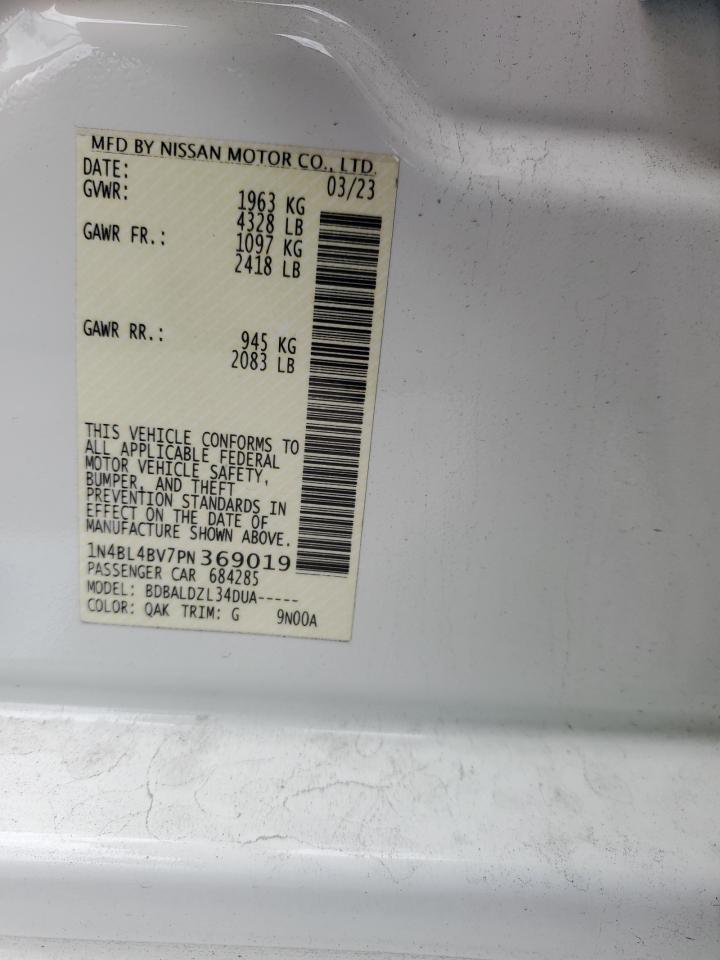 MFD BY NISSAN MOTOR CO., LTD.
DATE: 03/23
GVWR: 1963 KG
4328 LB
GAWR FR.: 1097 KG
2418 LB
GAWR RR.: 945 KG
2083 LB
THIS VEHICLE CONFORMS TO
ALL APPLICABLE FEDERAL
MOTOR VEHICLE SAFETY,
BUMPER, AND THEFT
PREVENTION STANDARDS IN
EFFECT ON THE DATE OF
MANUFACTURE SHOWN ABOVE.
1N4BL4BV7PN369019
PASSENGER CAR 684285
MODEL: BDBALDZL34DUA-----
COLOR: QAK TRIM: G 9N00A